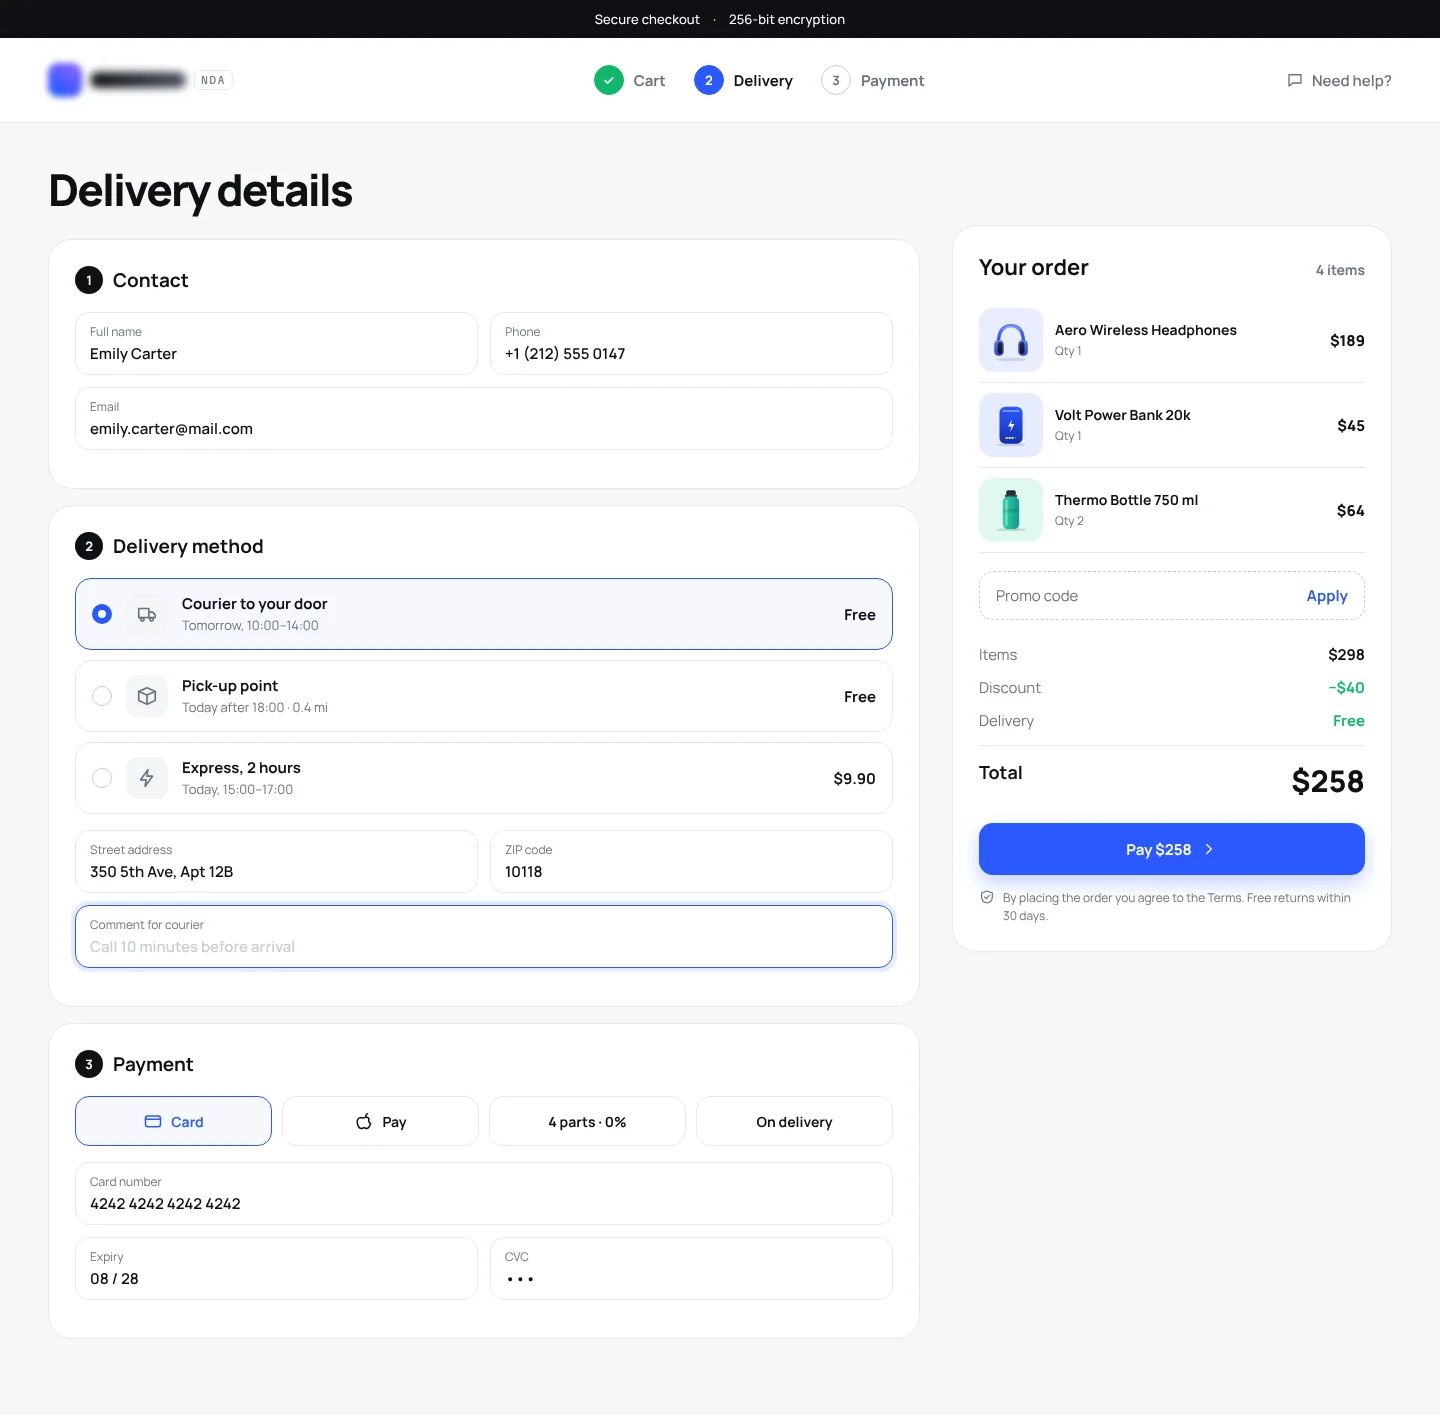 Secure checkout · 256-bit encryption
NDA
Cart
2 Delivery
3 Payment
Need help?
Delivery details
1 Contact
Full name
Emily Carter
Phone
+1 (212) 555 0147
Email
emily.carter@mail.com
2 Delivery method
Courier to your door
Tomorrow, 10:00–14:00
Free
Pick-up point
Today after 18:00 · 0.4 mi
Free
Express, 2 hours
Today, 15:00–17:00
$9.90
Street address
350 5th Ave, Apt 12B
ZIP code
10118
Comment for courier
Call 10 minutes before arrival
3 Payment
Card
Pay
4 parts · 0%
On delivery
Card number
4242 4242 4242 4242
Expiry
08 / 28
CVC
•••
Your order
4 items
Aero Wireless Headphones
Qty 1
$189
Volt Power Bank 20k
Qty 1
$45
Thermo Bottle 750 ml
Qty 2
$64
Promo code
Apply
Items $298
Discount −$40
Delivery Free
Total $258
Pay $258
By placing the order you agree to the Terms. Free returns within
30 days.